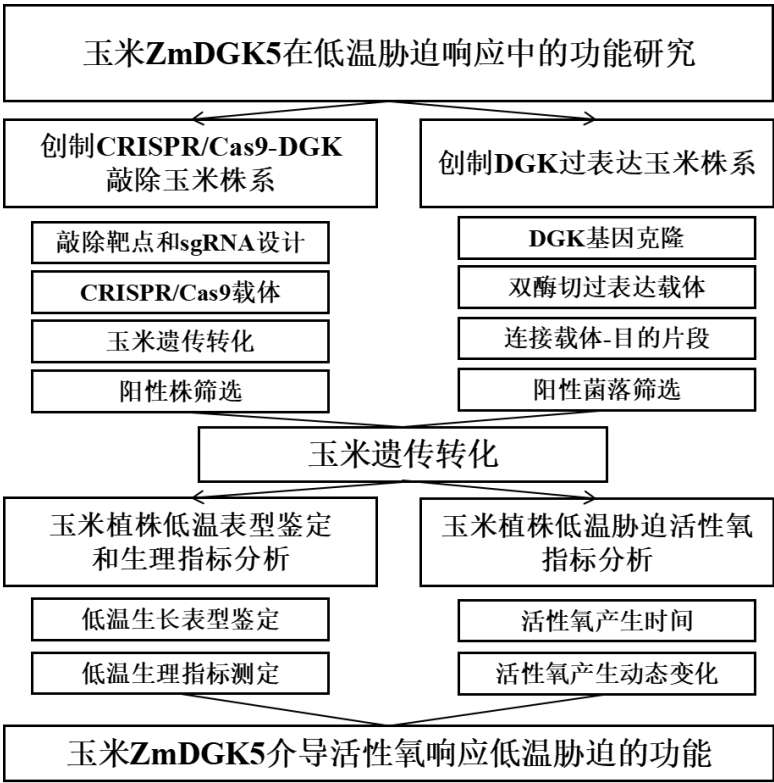 玉米ZmDGK5在低温胁迫响应中的功能研究
创制CRISPR/Cas9-DGK
敲除玉米株系
敲除靶点和sgRNA设计
CRISPR/Cas9载体
玉米遗传转化
阳性株筛选
创制DGK过表达玉米株系
DGK基因克隆
双酶切过表达载体
连接载体-目的片段
阳性菌落筛选
玉米遗传转化
玉米植株低温表型鉴定
和生理指标分析
低温生长表型鉴定
低温生理指标测定
玉米植株低温胁迫活性氧
指标分析
活性氧产生时间
活性氧产生动态变化
玉米ZmDGK5介导活性氧响应低温胁迫的功能